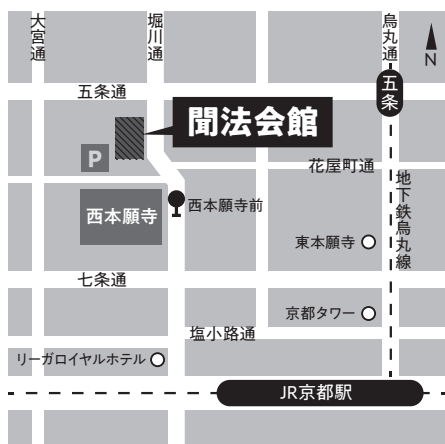 大宮通
堀川通
烏丸通
N
五条通
五条
聞法会館
P
花屋町通
地下鉄烏丸線
西本願寺
西本願寺前
東本願寺
七条通
京都タワー
塩小路通
リーガロイヤルホテル
JR京都駅